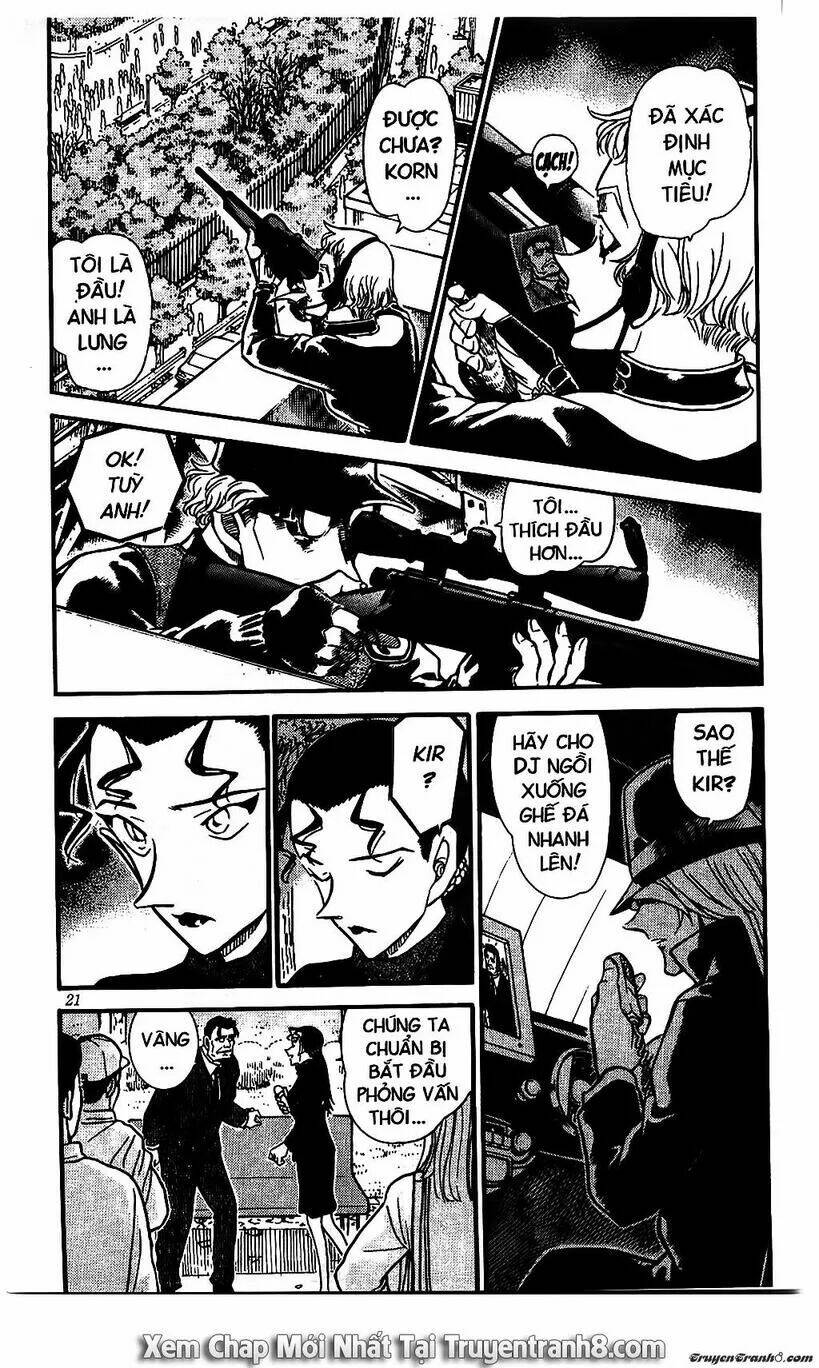 ĐÃ XÁC
ĐỊNH
MỤC
TIÊU!
CẠCH!
ĐƯỢC
CHƯA?
KORN
...
TÔI LÀ
ĐẦU!
ANH LÀ
LƯNG
...
TÔI...
THÍCH ĐẦU
HƠN...
OK!
TUỲ
ANH!
SAO
THẾ
KIR?
HÃY CHO
DJ NGỒI
XUỐNG
GHẾ ĐÁ
NHANH
LÊN!
KIR
?
21
CHÚNG TA
CHUẨN BỊ
BẮT ĐẦU
PHỎNG VẤN
THÔI...
VÂNG
...
Xem Chap Mới Nhất Tại Truyentranh8.com
TruyenTranh8.com